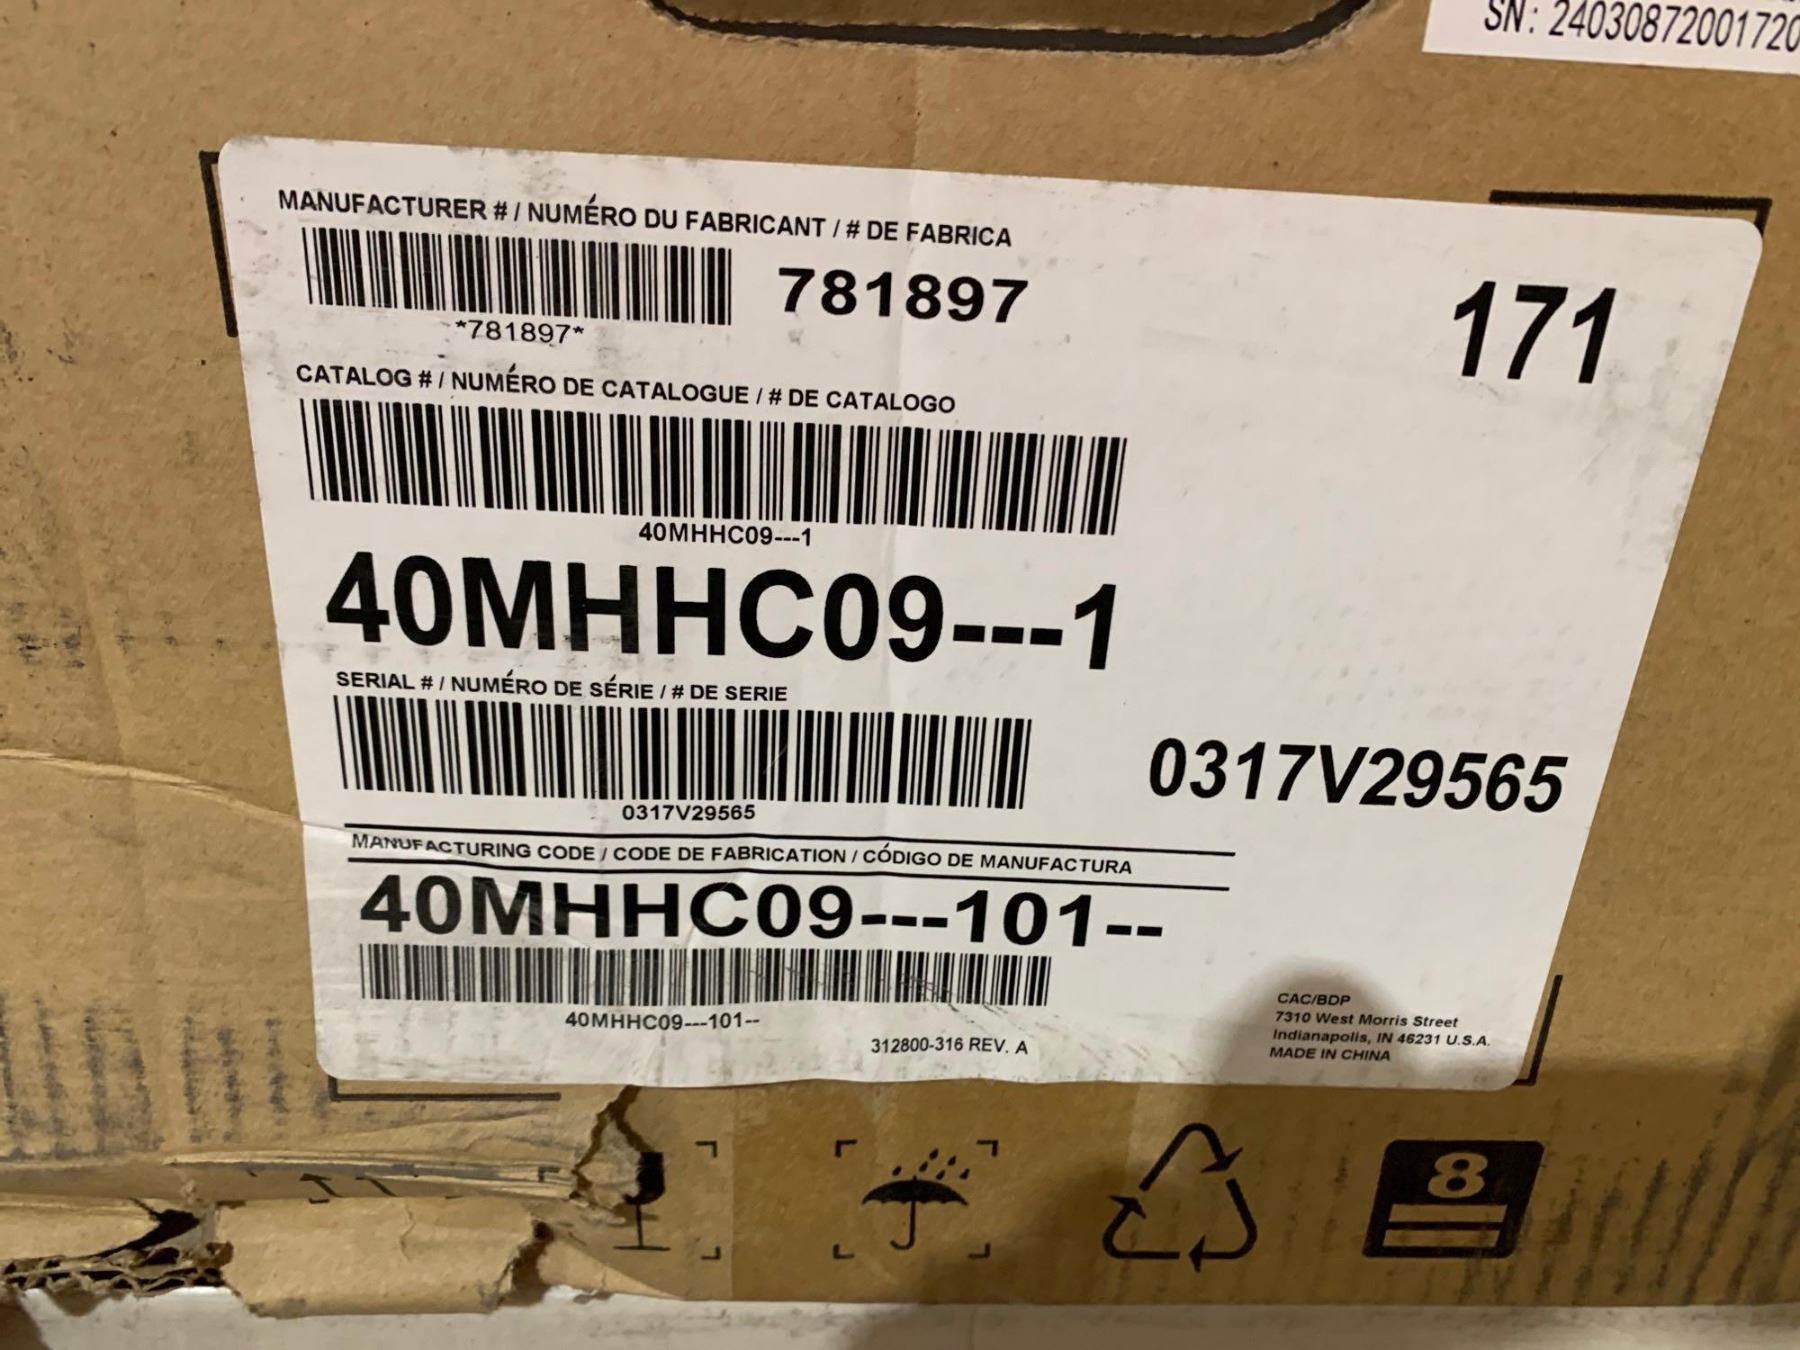 SN: 24030872001720
MANUFACTURER # / NUMÉRO DU FABRICANT / # DE FABRICA
781897
171
*781897*
CATALOG # / NUMÉRO DE CATALOGUE / # DE CATALOGO
40MHHC09---1
40MHHC09---1
SERIAL # / NUMÉRO DE SÉRIE / # DE SERIE
0317V29565
0317V29565
MANUFACTURING CODE / CODE DE FABRICATION / CÓDIGO DE MANUFACTURA
40MHHC09---101--
40MHHC09---101--
312800-316 REV. A
CAC/BDP
7310 West Morris Street
Indianapolis, IN 46231 U.S.A.
MADE IN CHINA
8